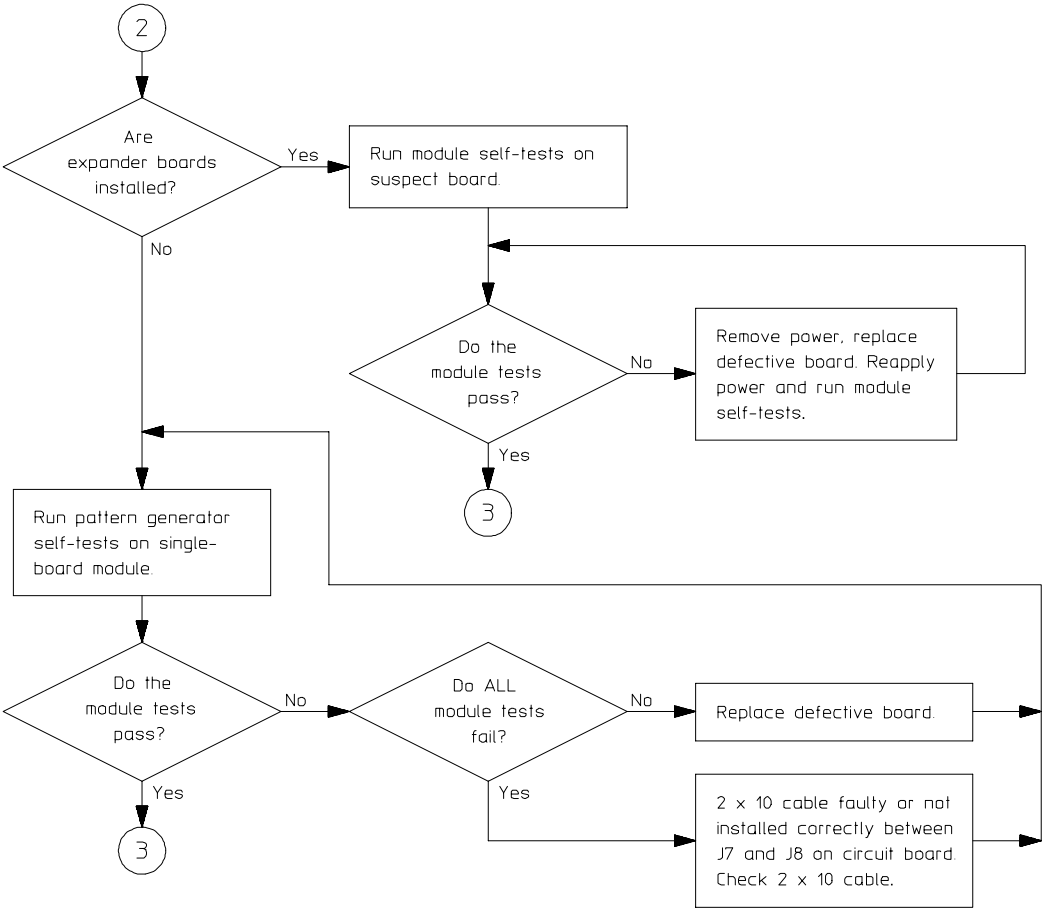 2
Are
expander boards
installed?
Yes
Run module self-tests on
suspect board.
No
Do the
module tests
pass?
No
Remove power, replace
defective board. Reapply
power and run module
self-tests.
Yes
3
Run pattern generator
self-tests on single-
board module.
Do the
module tests
pass?
No
Do ALL
module tests
fail?
No
Replace defective board.
Yes
3
Yes
2 x 10 cable faulty or not
installed correctly between
J7 and J8 on circuit board.
Check 2 x 10 cable.